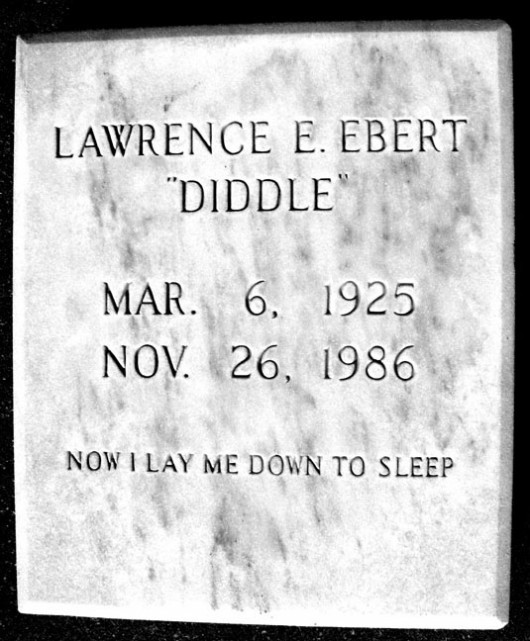 LAWRENCE E. EBERT
"DIDDLE"
MAR. 6, 1925
NOV. 26, 1986
NOW I LAY ME DOWN TO SLEEP